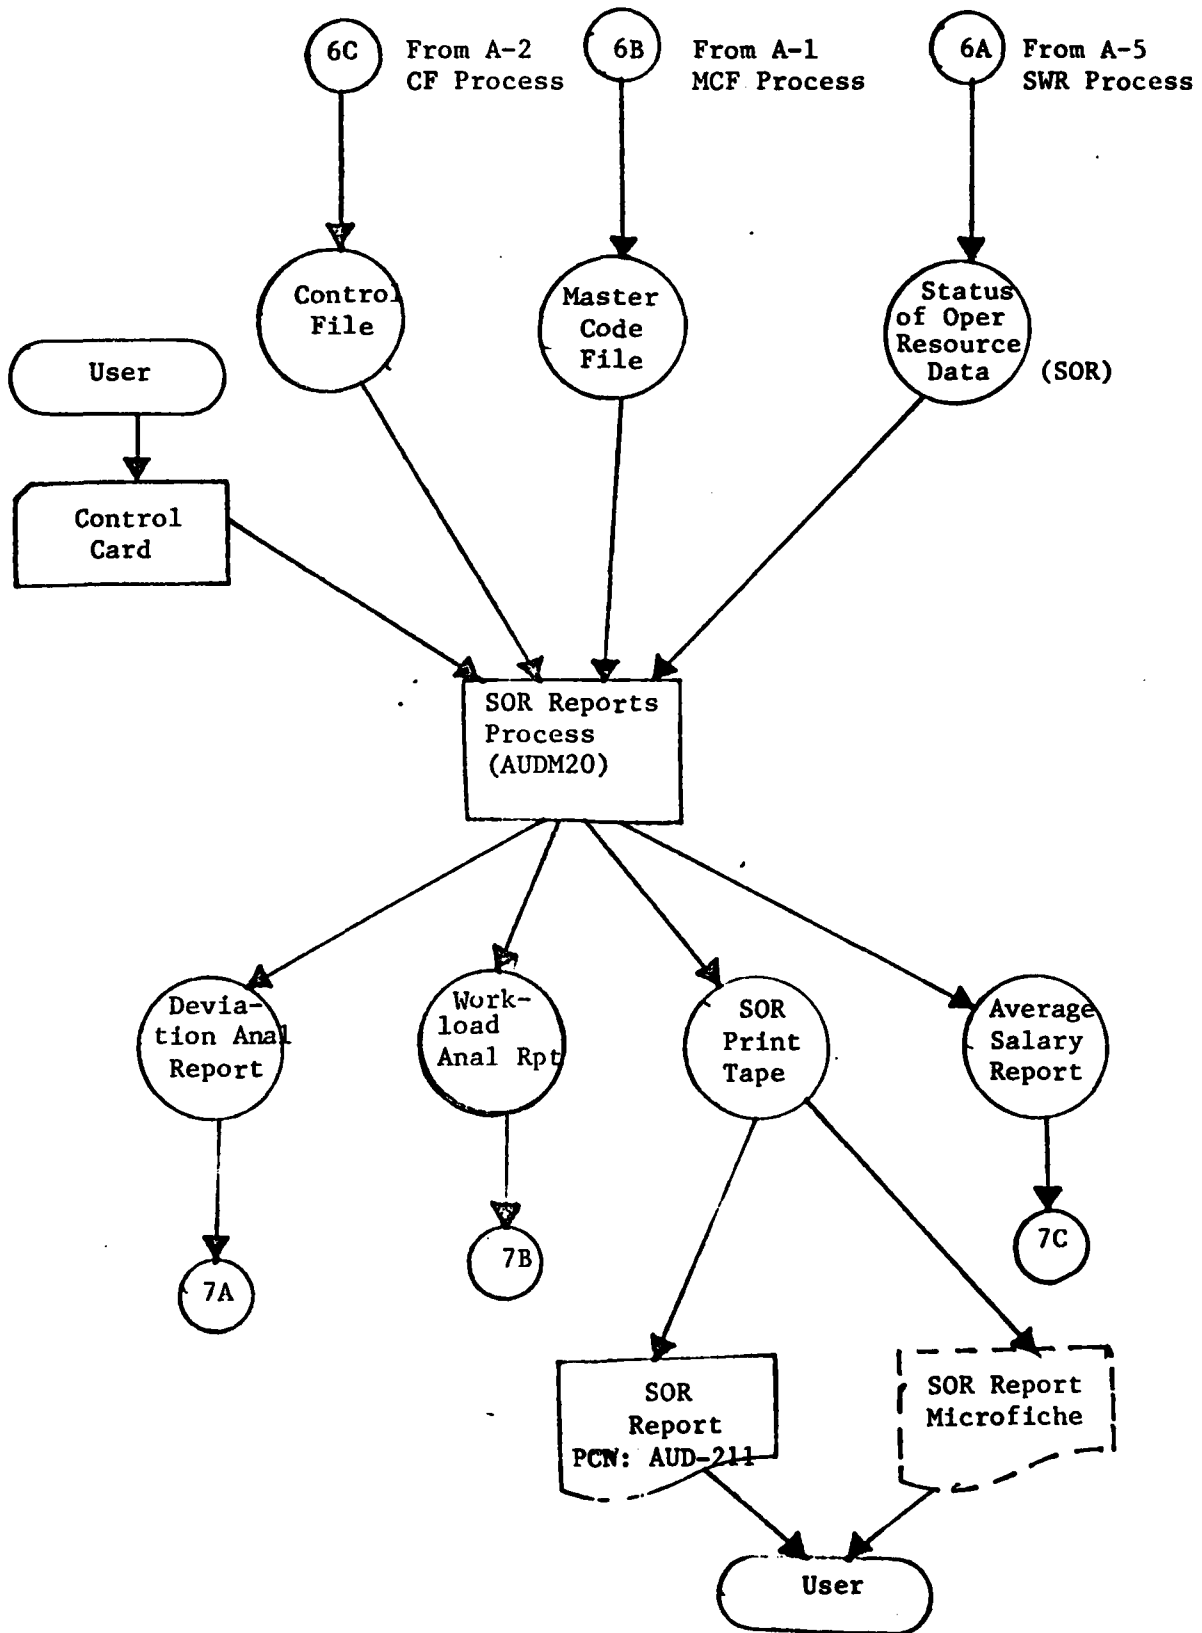 6C
From A-2
CF Process
6B
From A-1
MCF Process
6A
From A-5
SWR Process
Control
File
Master
Code
File
Status
of Oper
Resource
Data
(SOR)
User
Control
Card
SOR Reports
Process
(AUDM20)
Devia-
tion Anal
Report
Work-
load
Anal Rpt
SOR
Print
Tape
Average
Salary
Report
7A
7B
7C
SOR
Report
PCN: AUD-211
SOR Report
Microfiche
User